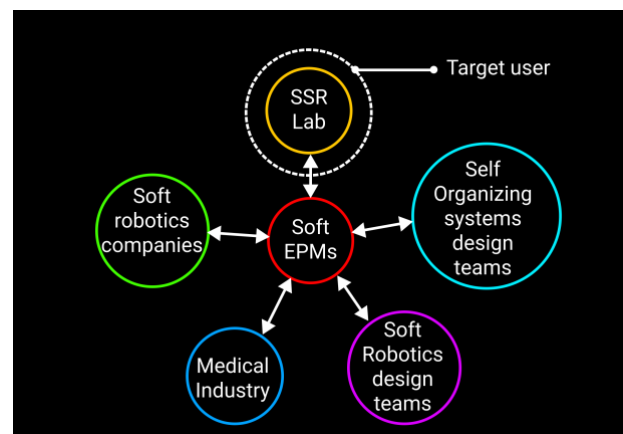 Target user
SSR
Lab
Self
Organizing
systems
design
teams
Soft
robotics
companies
Soft
EPMs
Medical
Industry
Soft
Robotics
design
teams